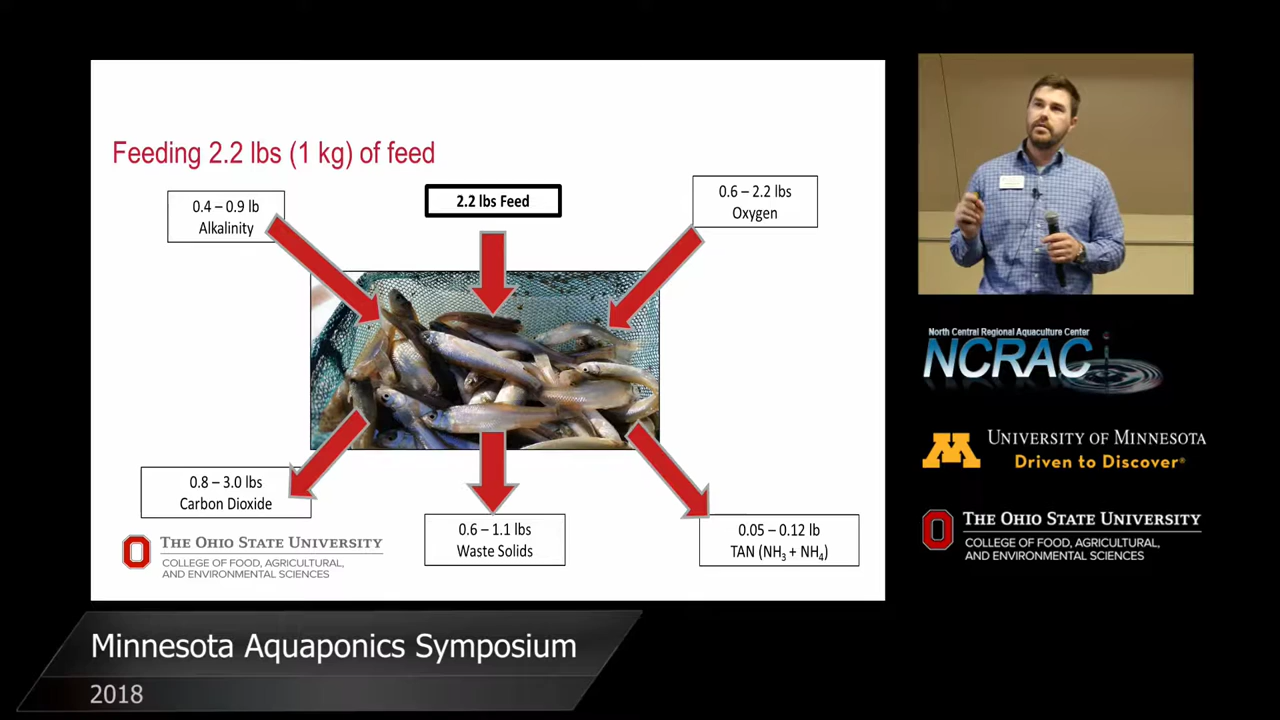 Feeding 2.2 lbs (1 kg) of feed
0.4 – 0.9 lb
Alkalinity
2.2 lbs Feed
0.6 – 2.2 lbs
Oxygen
0.8 – 3.0 lbs
Carbon Dioxide
0.6 – 1.1 lbs
Waste Solids
0.05 – 0.12 lb
TAN (NH3 + NH4)
THE OHIO STATE UNIVERSITY
COLLEGE OF FOOD, AGRICULTURAL,
AND ENVIRONMENTAL SCIENCES
North Central Regional Aquaculture Center
NCRAC
UNIVERSITY OF MINNESOTA
Driven to Discover®
THE OHIO STATE UNIVERSITY
COLLEGE OF FOOD, AGRICULTURAL,
AND ENVIRONMENTAL SCIENCES
Minnesota Aquaponics Symposium
2018